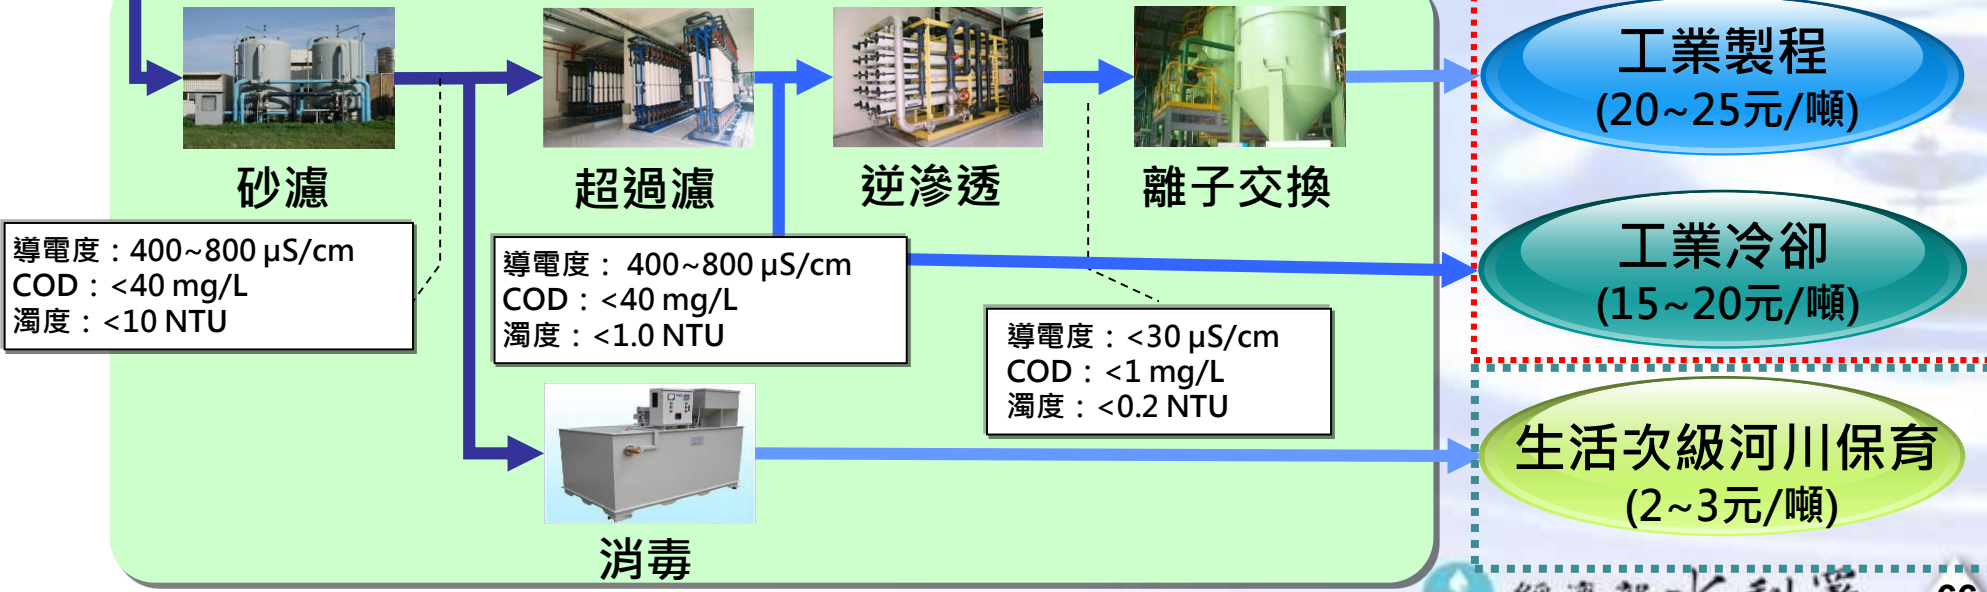 工業製程
(20~25元/噸)
砂濾
超過濾
逆滲透
離子交換
工業冷卻
(15~20元/噸)
導電度：400~800 μS/cm
COD：<40 mg/L
濁度：<10 NTU
導電度： 400~800 μS/cm
COD：<40 mg/L
濁度：<1.0 NTU
導電度：<30 μS/cm
COD：<1 mg/L
濁度：<0.2 NTU
生活次級河川保育
(2~3元/噸)
消毒